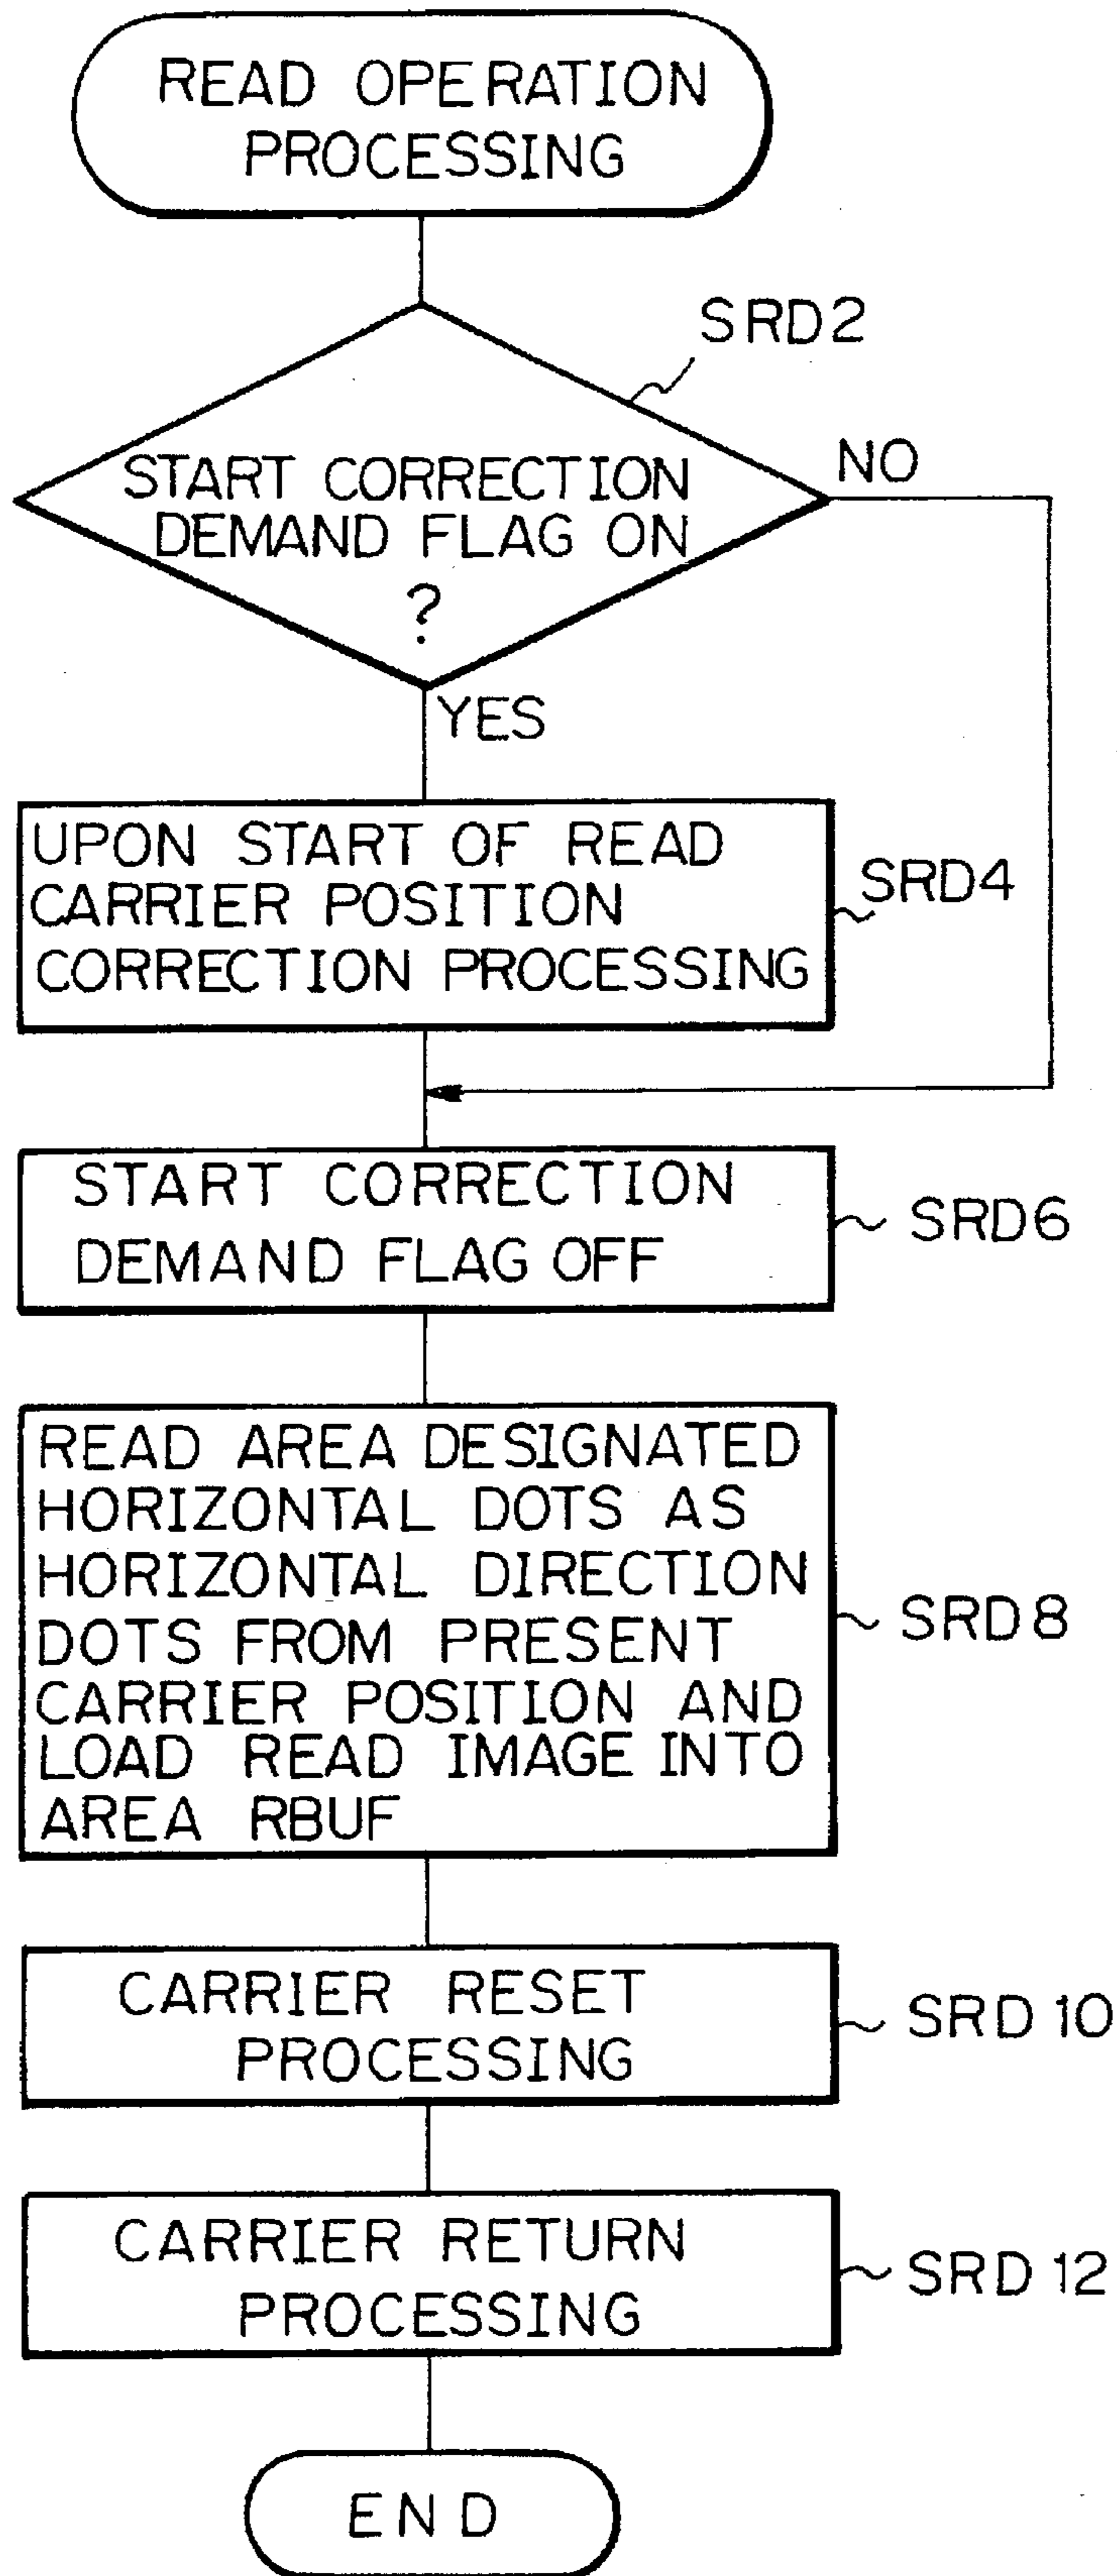 READ OPERATION
PROCESSING
SRD2
START CORRECTION
DEMAND FLAG ON
?
NO
YES
UPON START OF READ
CARRIER POSITION
CORRECTION PROCESSING
SRD4
START CORRECTION
DEMAND FLAG OFF
SRD6
READ AREA DESIGNATED
HORIZONTAL DOTS AS
HORIZONTAL DIRECTION
DOTS FROM PRESENT
CARRIER POSITION AND
LOAD READ IMAGE INTO
AREA RBUF
SRD8
CARRIER RESET
PROCESSING
SRD 10
CARRIER RETURN
PROCESSING
SRD 12
END